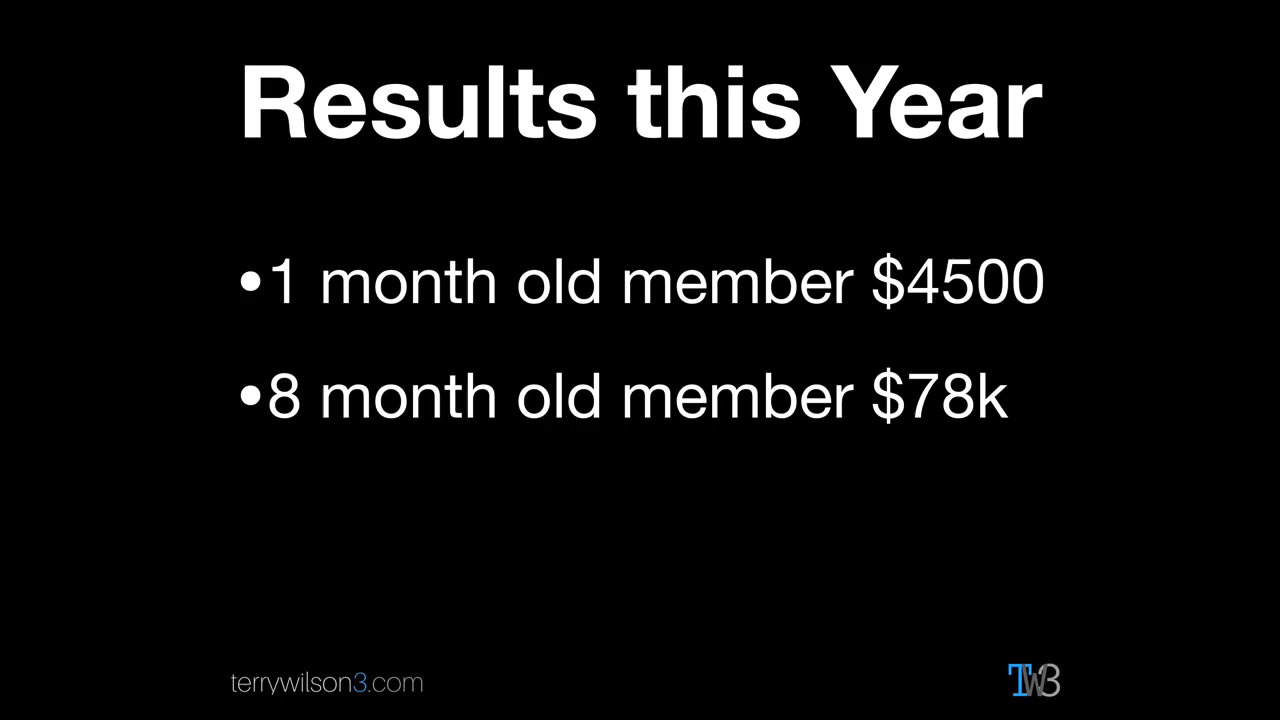 Results this Year
•1 month old member $4500
•8 month old member $78k
terrywilson3.com
TW3